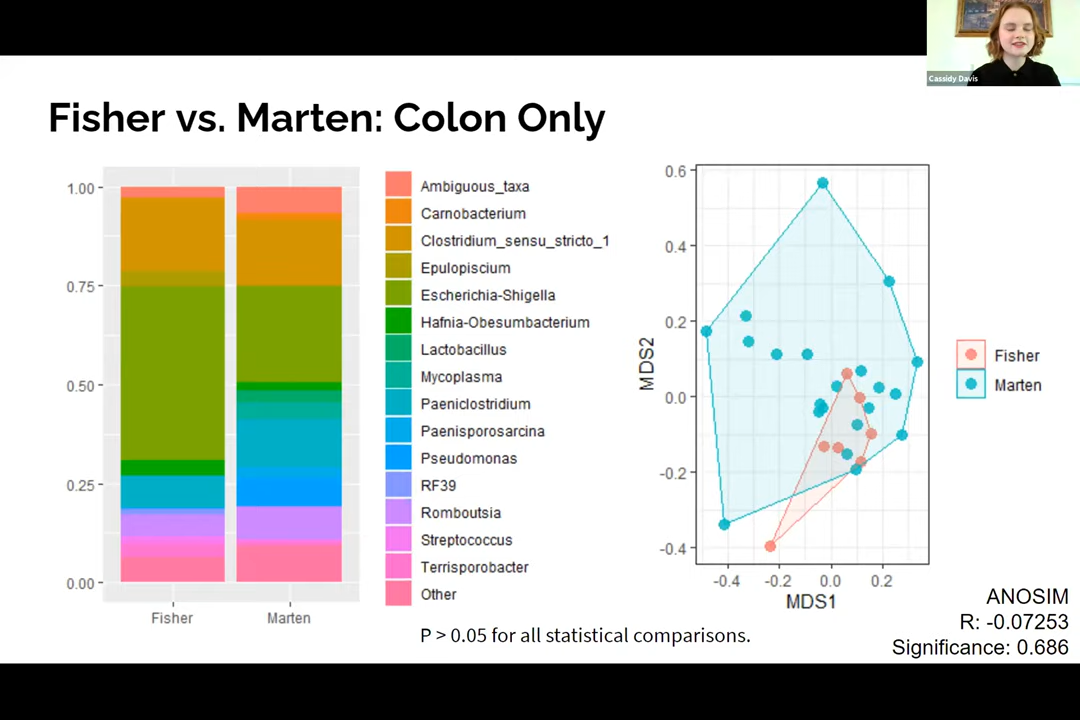 Cassidy Davis
Fisher vs. Marten: Colon Only
1.00
0.75
0.50
0.25
0.00
Fisher
Marten
Ambiguous_taxa
Carnobacterium
Clostridium_sensu_stricto_1
Epulopiscium
Escherichia-Shigella
Hafnia-Obesumbacterium
Lactobacillus
Mycoplasma
Paeniclostridium
Paenisporosarcina
Pseudomonas
RF39
Romboutsia
Streptococcus
Terrisporobacter
Other
P > 0.05 for all statistical comparisons.
MDS2
0.6
0.4
0.2
0.0
-0.2
-0.4
-0.4 -0.2 0.0 0.2
MDS1
Fisher
Marten
ANOSIM
R: -0.07253
Significance: 0.686